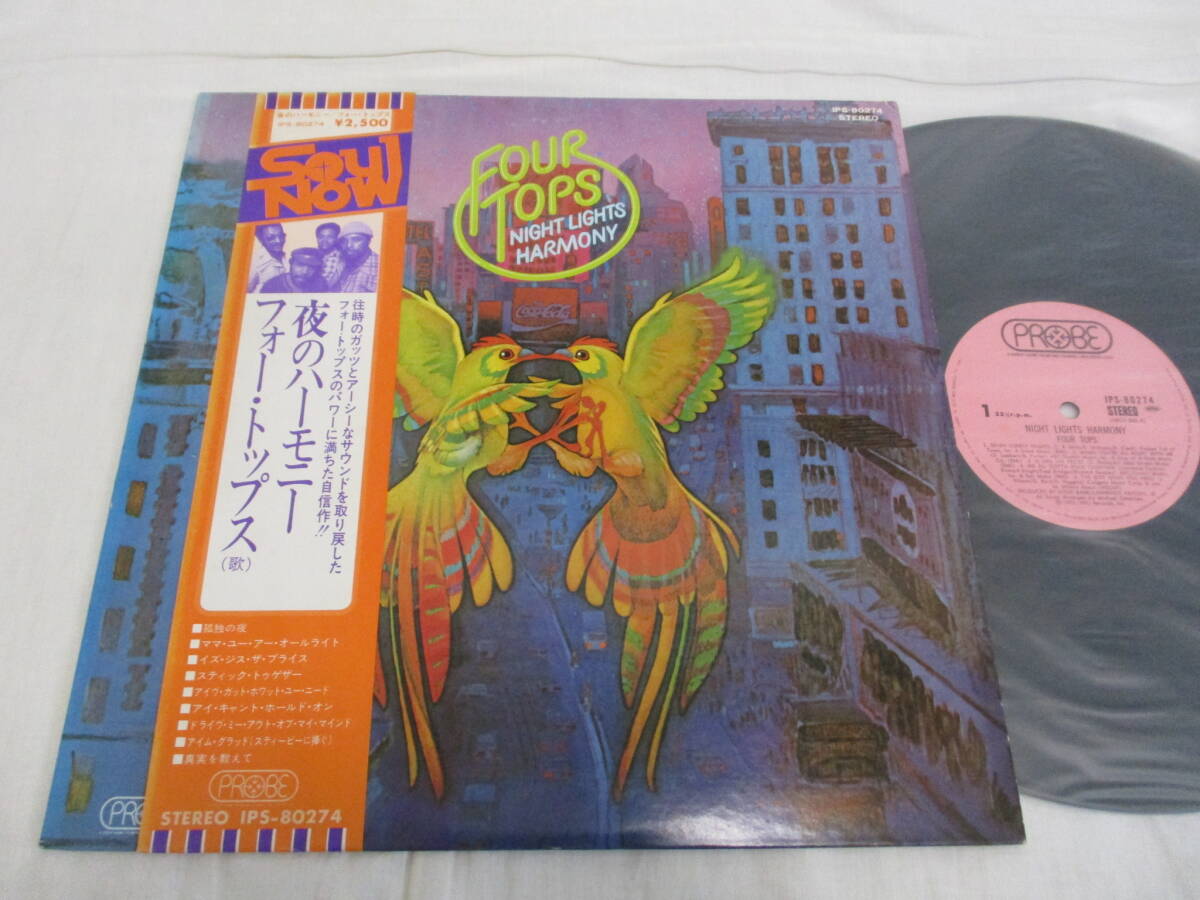 夜のハーモニー/フォー・トップス
IPS-80274 ¥2,500
Soul Now
往時のガッツとアーシーなサウンドを取り戻した
フォー・トップスのパワーに満ちた自信作!!
夜のハーモニー
フォー・トップス(歌)
■孤独の夜
■ママ・ユー・アー・オールライト
■イズ・ジス・ザ・プライス
■スティック・トゥゲザー
■アイヴ・ガット・ホワット・ユー・ニード
■アイ・キャント・ホールド・オン
■ドライヴ・ミー・アウト・オブ・マイ・マインド
■アイム・グラッド(スティービーに捧ぐ)
■真実を教えて
PROBE
STEREO IPS-80274
PRO
IPS-80274
STEREO
FOUR
TOPS
NIGHT LIGHTS
HARMONY
Coca-Cola
PROBE
IPS-80274
1 33⅓r.p.m. STEREO
NIGHT LIGHTS HARMONY
FOUR TOPS